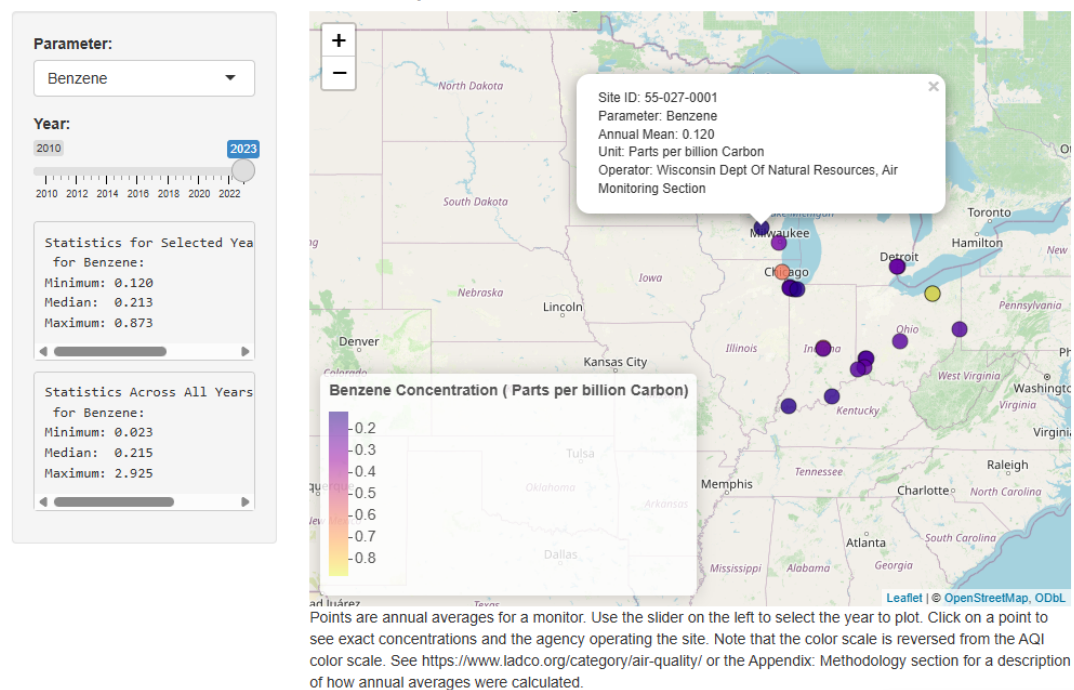 Parameter:
Benzene
Year:
2010
2023
2010 2012 2014 2016 2018 2020 2022
Statistics for Selected Yea
for Benzene:
Minimum: 0.120
Median: 0.213
Maximum: 0.873
Statistics Across All Years
for Benzene:
Minimum: 0.023
Median: 0.215
Maximum: 2.925
+
−
Site ID: 55-027-0001
Parameter: Benzene
Annual Mean: 0.120
Unit: Parts per billion Carbon
Operator: Wisconsin Dept Of Natural Resources, Air
Monitoring Section
×
North Dakota
South Dakota
Lake Michigan
Milwaukee
Toronto
Hamilton
New
Detroit
Chicago
Iowa
Nebraska
Lincoln
Pennsylvania
Ohio
Illinois
Indiana
Denver
Colorado
Kansas City
West Virginia
Washingto
Virginia
Kentucky
Virgini
Benzene Concentration ( Parts per billion Carbon)
0.2
0.3
0.4
0.5
0.6
0.7
0.8
Tulsa
Oklahoma
Arkansas
Dallas
Texas
Memphis
Tennessee
Raleigh
Charlotte
North Carolina
Atlanta
South Carolina
Mississippi
Alabama
Georgia
ad Juárez
Leaflet | © OpenStreetMap, ODbL
Points are annual averages for a monitor. Use the slider on the left to select the year to plot. Click on a point to
see exact concentrations and the agency operating the site. Note that the color scale is reversed from the AQI
color scale. See https://www.ladco.org/category/air-quality/ or the Appendix: Methodology section for a description
of how annual averages were calculated.